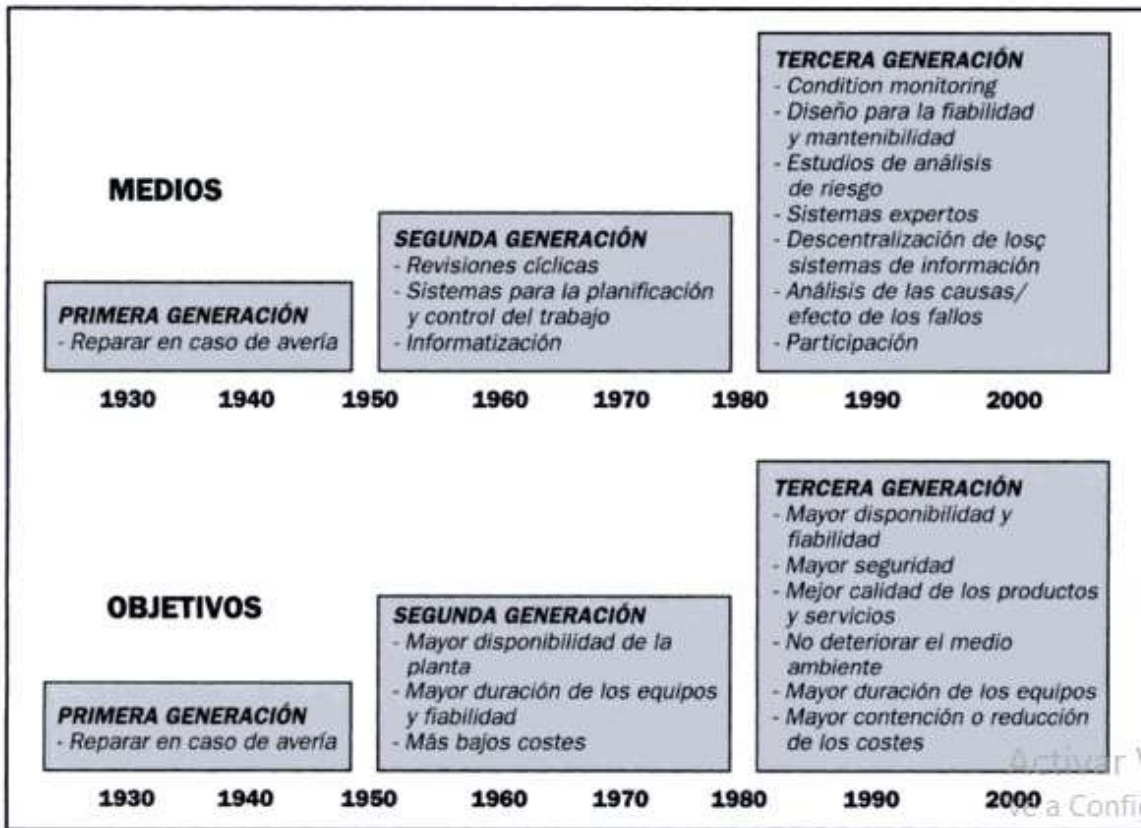 MEDIOS
PRIMERA GENERACIÓN
- Reparar en caso de avería
SEGUNDA GENERACIÓN
- Revisiones cíclicas
- Sistemas para la planificación
y control del trabajo
- Informatización
TERCERA GENERACIÓN
- Condition monitoring
- Diseño para la fiabilidad
y mantenibilidad
- Estudios de análisis
de riesgo
- Sistemas expertos
- Descentralización de losç
sistemas de información
- Análisis de las causas/
efecto de los fallos
- Participación
1930 1940 1950 1960 1970 1980 1990 2000
OBJETIVOS
PRIMERA GENERACIÓN
- Reparar en caso de avería
SEGUNDA GENERACIÓN
- Mayor disponibilidad de la
planta
- Mayor duración de los equipos
y fiabilidad
- Más bajos costes
TERCERA GENERACIÓN
- Mayor disponibilidad y
fiabilidad
- Mayor seguridad
- Mejor calidad de los productos
y servicios
- No deteriorar el medio
ambiente
- Mayor duración de los equipos
- Mayor contención o reducción
de los costes
1930 1940 1950 1960 1970 1980 1990 2000
Activar
Ve a